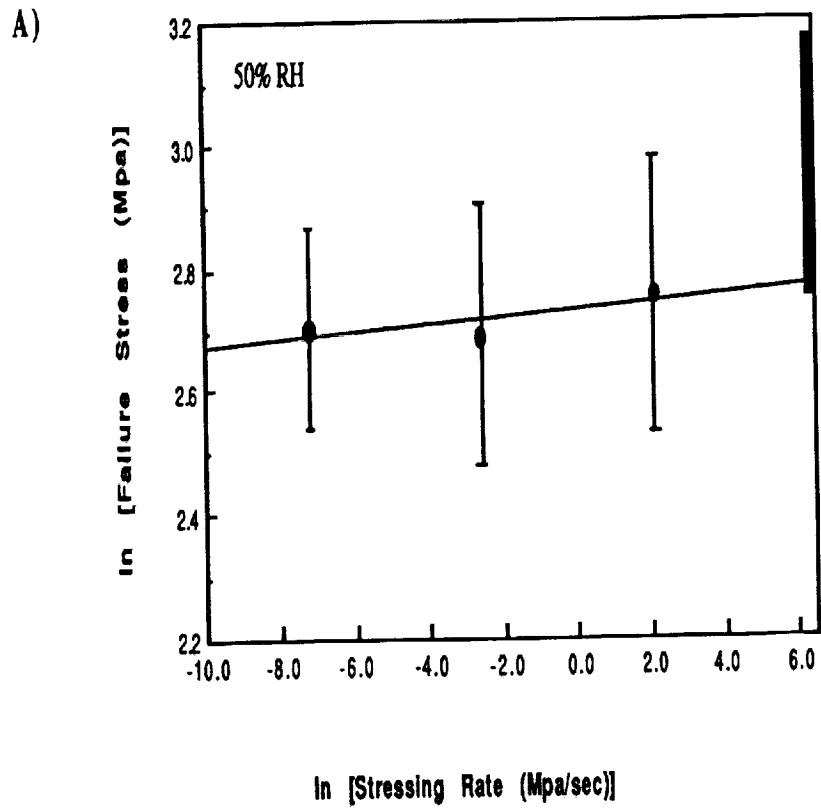 A)
3.2
50% RH
3.0
2.8
2.6
2.4
2.2
ln [Failure Stress (Mpa)]
-10.0 -8.0 -6.0 -4.0 -2.0 0.0 2.0 4.0 6.0
ln [Stressing Rate (Mpa/sec)]